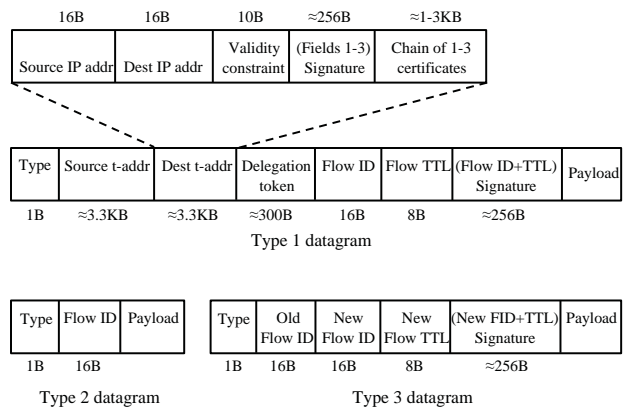 16B 16B 10B ≈256B ≈1-3KB
Source IP addr Dest IP addr Validity constraint (Fields 1-3) Signature Chain of 1-3 certificates
Type Source t-addr Dest t-addr Delegation token Flow ID Flow TTL (Flow ID+TTL) Signature Payload
1B ≈3.3KB ≈3.3KB ≈300B 16B 8B ≈256B
Type 1 datagram
Type Flow ID Payload
1B 16B
Type 2 datagram
Type Old Flow ID New Flow ID New Flow TTL (New FID+TTL) Signature Payload
1B 16B 16B 8B ≈256B
Type 3 datagram